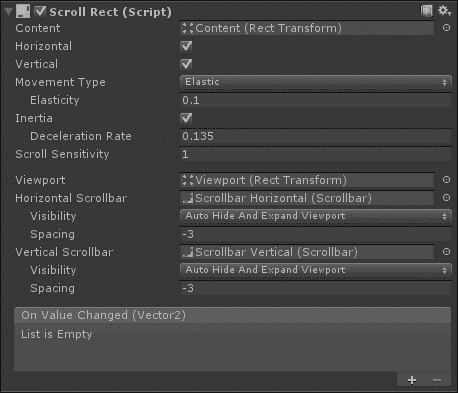 Scroll Rect (Script)
Content Content (Rect Transform)
Horizontal
Vertical
Movement Type Elastic
Elasticity 0.1
Inertia
Deceleration Rate 0.135
Scroll Sensitivity 1
Viewport Viewport (Rect Transform)
Horizontal Scrollbar Scrollbar Horizontal (Scrollbar)
Visibility Auto Hide And Expand Viewport
Spacing -3
Vertical Scrollbar Scrollbar Vertical (Scrollbar)
Visibility Auto Hide And Expand Viewport
Spacing -3
On Value Changed (Vector2)
List is Empty